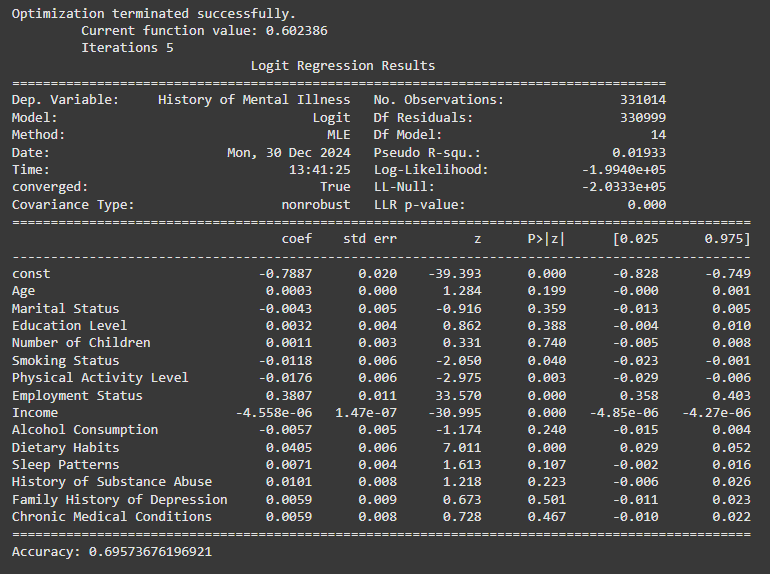 Optimization terminated successfully.
         Current function value: 0.602386
         Iterations 5
                              Logit Regression Results
=====================================================================================
Dep. Variable:     History of Mental Illness   No. Observations:               331014
Model:                                 Logit   Df Residuals:                   330999
Method:                                  MLE   Df Model:                           14
Date:                       Mon, 30 Dec 2024   Pseudo R-squ.:                 0.01933
Time:                               13:41:25   Log-Likelihood:            -1.9940e+05
converged:                              True   LL-Null:                   -2.0333e+05
Covariance Type:                   nonrobust   LLR p-value:                     0.000
================================================================================================
                                   coef    std err          z      P>|z|      [0.025      0.975]
------------------------------------------------------------------------------------------------
const                           -0.7887      0.020    -39.393      0.000      -0.828      -0.749
Age                              0.0003      0.000      1.284      0.199      -0.000       0.001
Marital Status                  -0.0043      0.005     -0.916      0.359      -0.013       0.005
Education Level                  0.0032      0.004      0.862      0.388      -0.004       0.010
Number of Children               0.0011      0.003      0.331      0.740      -0.005       0.008
Smoking Status                  -0.0118      0.006     -2.050      0.040      -0.023      -0.001
Physical Activity Level         -0.0176      0.006     -2.975      0.003      -0.029      -0.006
Employment Status                0.3807      0.011     33.570      0.000       0.358       0.403
Income                       -4.558e-06   1.47e-07    -30.995      0.000   -4.85e-06   -4.27e-06
Alcohol Consumption             -0.0057      0.005     -1.174      0.240      -0.015       0.004
Dietary Habits                   0.0405      0.006      7.011      0.000       0.029       0.052
Sleep Patterns                   0.0071      0.004      1.613      0.107      -0.002       0.016
History of Substance Abuse       0.0101      0.008      1.218      0.223      -0.006       0.026
Family History of Depression     0.0059      0.009      0.673      0.501      -0.011       0.023
Chronic Medical Conditions       0.0059      0.008      0.728      0.467      -0.010       0.022
================================================================================================
Accuracy: 0.69573676196921